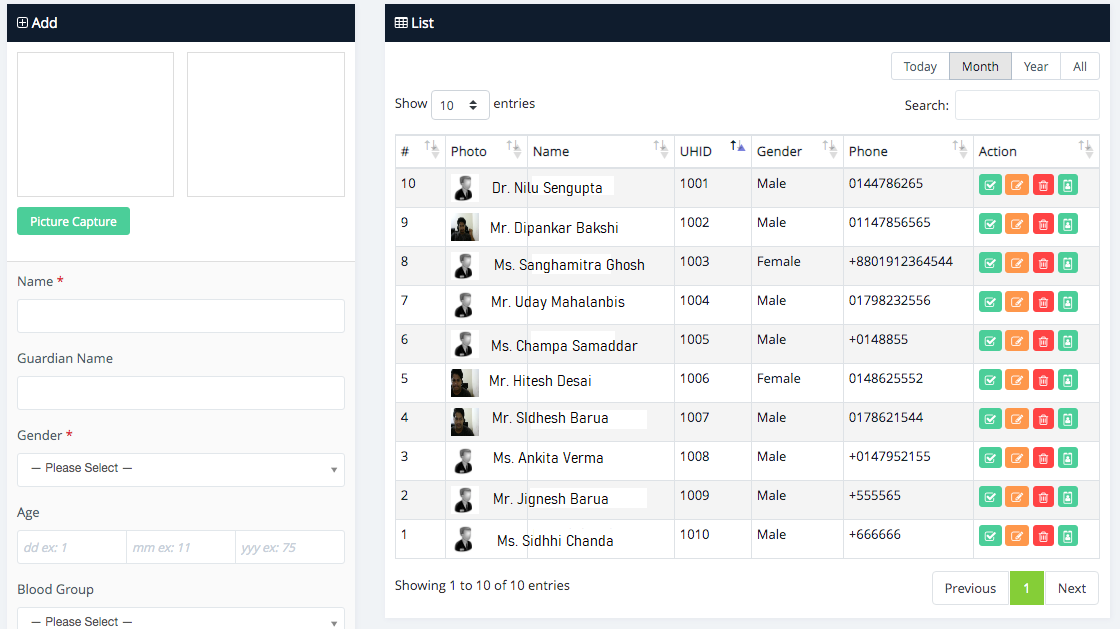 Add
Picture Capture
Name *
Guardian Name
Gender *
— Please Select —
Age
dd ex: 1 mm ex: 11 yyy ex: 75
Blood Group
— Please Select —
List
Today Month Year All
Show 10 entries Search:
# Photo Name UHID Gender Phone Action
10 Dr. Nilu Sengupta 1001 Male 0144786265
9 Mr. Dipankar Bakshi 1002 Male 01147856565
8 Ms. Sanghamitra Ghosh 1003 Female +8801912364544
7 Mr. Uday Mahalanbis 1004 Male 01798232556
6 Ms. Champa Samaddar 1005 Male +0148855
5 Mr. Hitesh Desai 1006 Female 0148625552
4 Mr. SIdhesh Barua 1007 Male 0178621544
3 Ms. Ankita Verma 1008 Male +0147952155
2 Mr. Jignesh Barua 1009 Male +555565
1 Ms. Sidhhi Chanda 1010 Male +666666
Showing 1 to 10 of 10 entries
Previous 1 Next